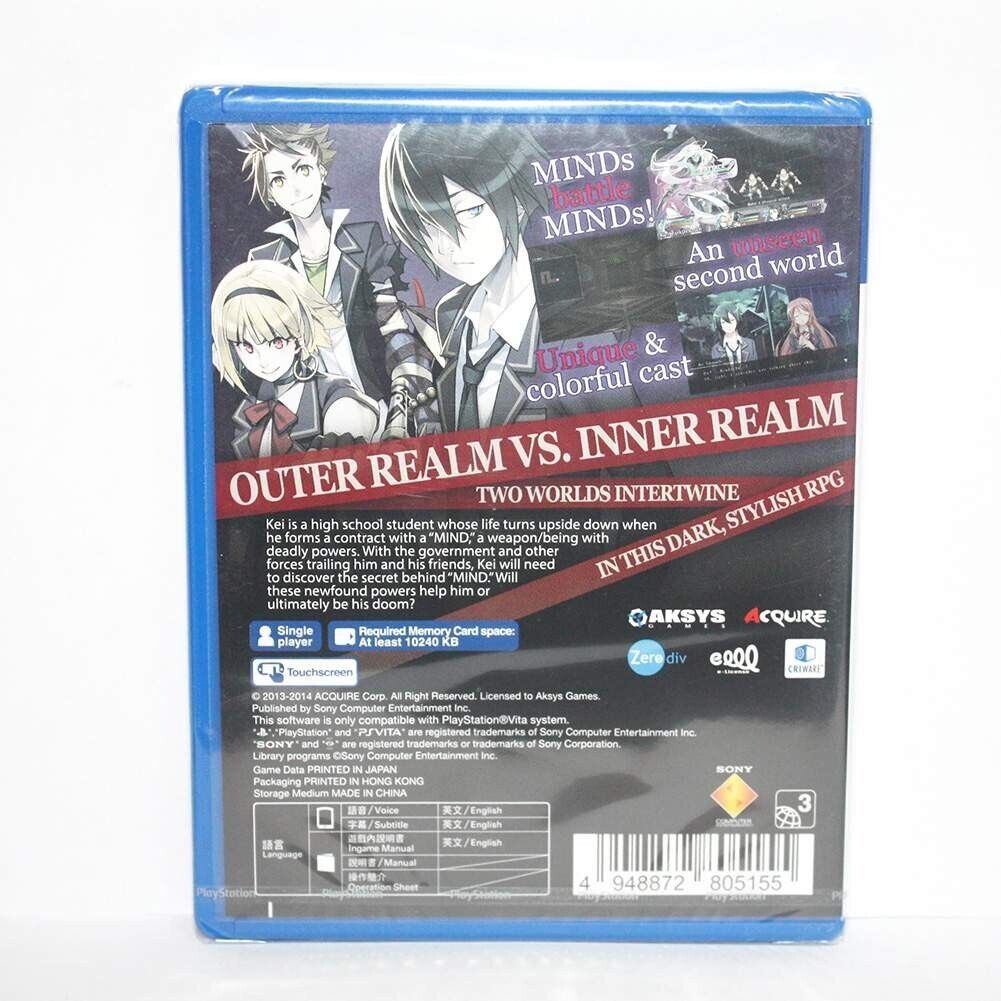 MINDs
battle
MINDs!
An unseen
second world
Unique &
colorful cast
OUTER REALM VS. INNER REALM
TWO WORLDS INTERTWINE
IN THIS DARK, STYLISH RPG
Kei is a high school student whose life turns upside down when
he forms a contract with a “MIND,” a weapon/being with
deadly powers. With the government and other
forces trailing him and his friends, Kei will need
to discover the secret behind “MIND.” Will
these newfound powers help him or
ultimately be his doom?
AKSYS
GAMES
ACQUIRE
Single
player
Required Memory Card space:
At least 10240 KB
Zero div
e-License
CRIWARE
Touchscreen
© 2013-2014 ACQUIRE Corp. All Right Reserved. Licensed to Aksys Games.
Published by Sony Computer Entertainment Inc.
This software is only compatible with PlayStation®Vita system.
"PlayStation" and "PSVITA" are registered trademarks of Sony Computer Entertainment Inc.
"SONY" and " " are registered trademarks or trademarks of Sony Corporation.
Library programs ©Sony Computer Entertainment Inc.
Game Data PRINTED IN JAPAN
Packaging PRINTED IN HONG KONG
Storage Medium MADE IN CHINA
語言
Language
語音/Voice 英文/English
字幕/Subtitle 英文/English
遊戲內說明書
Ingame Manual 英文/English
說明書/Manual
操作簡介
Operation Sheet
SONY
COMPUTER
ENTERTAINMENT
3
4 948872 805155
PlayStation PlayStation PlayStation PlayStation PlayStation